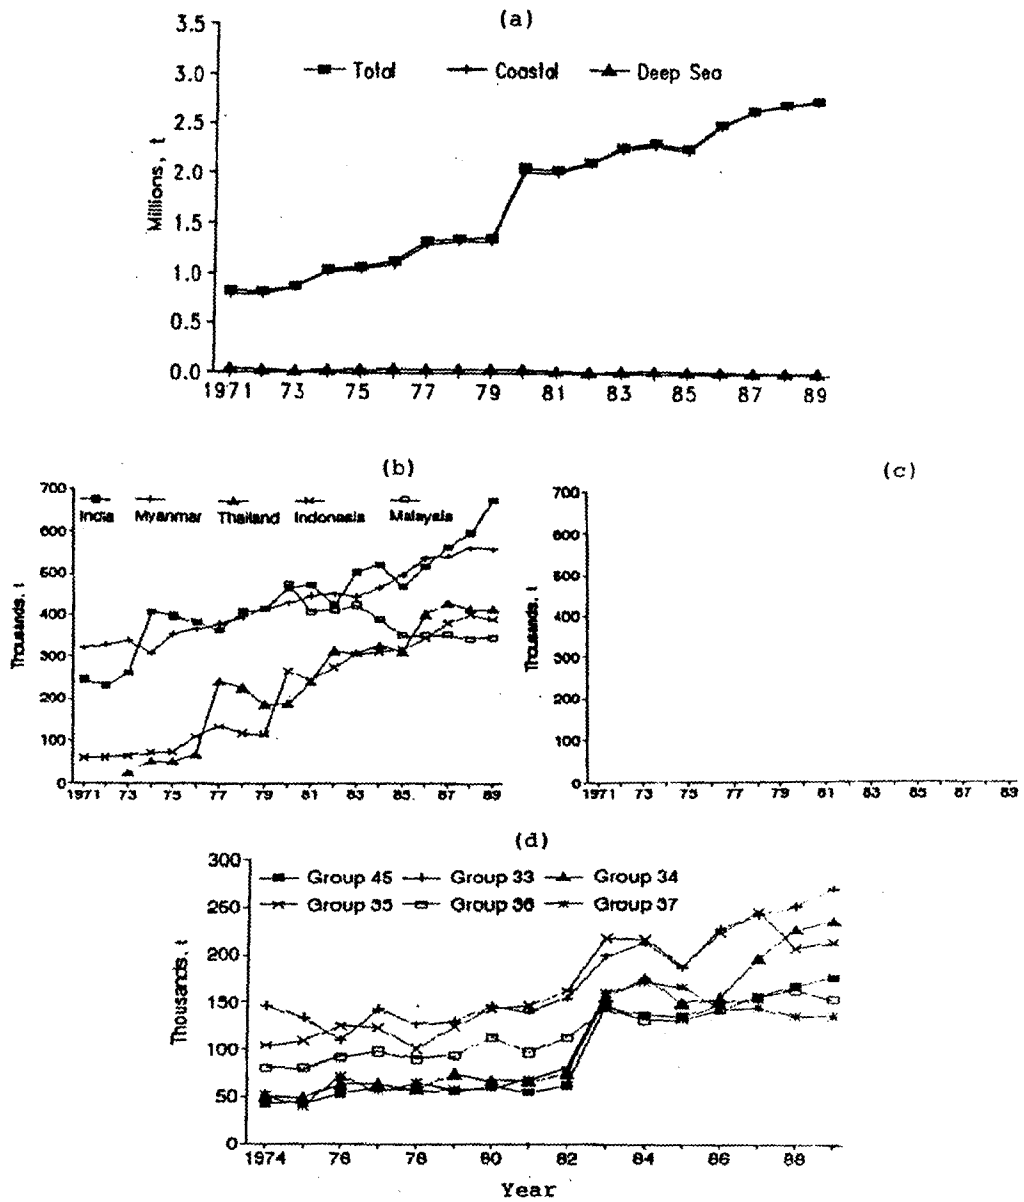 (a)
3.5
Total Coastal Deep Sea
3.0
2.5
2.0
1.5
1.0
0.5
0.0
Millions, t
1971 73 75 77 79 81 83 85 87 89
(b)
700
India Myanmar Thailand Indonesia Malaysia
600
500
400
300
200
100
0
Thousands, t
1971 73 75 77 79 81 83 85. 87 89
(c)
700
600
500
400
300
200
100
0
Thousands, t
1971 73 75 77 81 83 85 87 89
(d)
300
Group 45 Group 33 Group 34
260
Group 35 Group 36 Group 37
200
150
100
50
0
Thousands, t
1974 76 78 80 82 84 86 88
Year